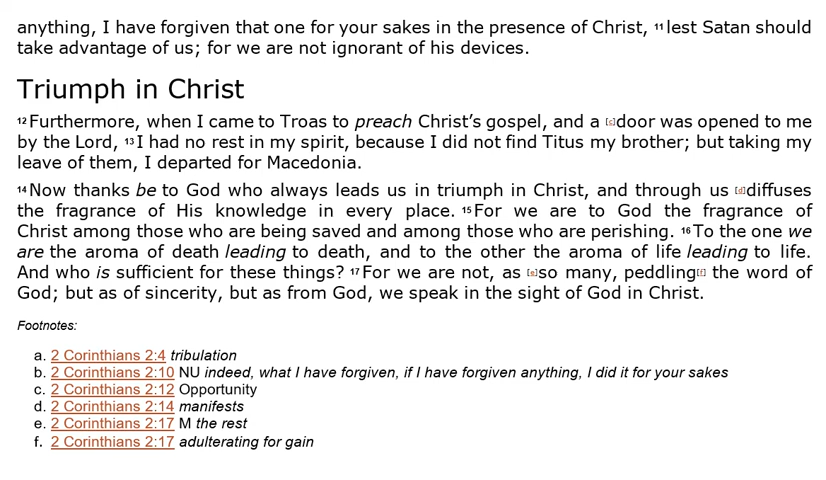 anything, I have forgiven that one for your sakes in the presence of Christ, 11 lest Satan should
take advantage of us; for we are not ignorant of his devices.
Triumph in Christ
12 Furthermore, when I came to Troas to preach Christ’s gospel, and a [c]door was opened to me
by the Lord, 13 I had no rest in my spirit, because I did not find Titus my brother; but taking my
leave of them, I departed for Macedonia.
14 Now thanks be to God who always leads us in triumph in Christ, and through us [d]diffuses
the fragrance of His knowledge in every place. 15 For we are to God the fragrance of
Christ among those who are being saved and among those who are perishing. 16 To the one we
are the aroma of death leading to death, and to the other the aroma of life leading to life.
And who is sufficient for these things? 17 For we are not, as [e]so many, peddling[f] the word of
God; but as of sincerity, but as from God, we speak in the sight of God in Christ.
Footnotes:
a. 2 Corinthians 2:4 tribulation
b. 2 Corinthians 2:10 NU indeed, what I have forgiven, if I have forgiven anything, I did it for your sakes
c. 2 Corinthians 2:12 Opportunity
d. 2 Corinthians 2:14 manifests
e. 2 Corinthians 2:17 M the rest
f. 2 Corinthians 2:17 adulterating for gain